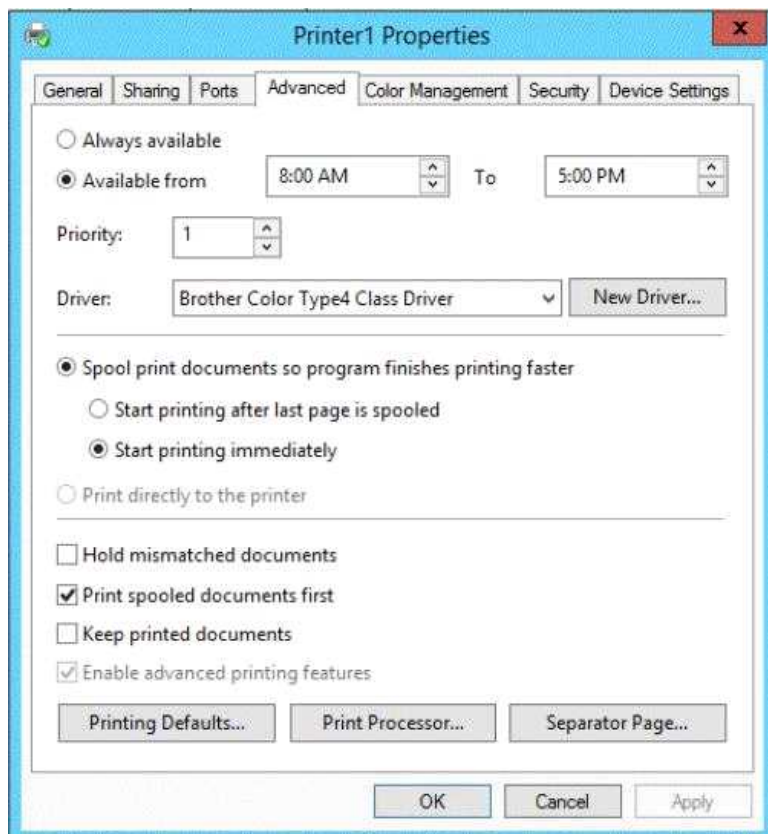 Printer1 Properties
x
General Sharing Ports Advanced Color Management Security Device Settings
Always available
Available from 8:00 AM To 5:00 PM
Priority: 1
Driver: Brother Color Type4 Class Driver New Driver...
Spool print documents so program finishes printing faster
Start printing after last page is spooled
Start printing immediately
Print directly to the printer
Hold mismatched documents
Print spooled documents first
Keep printed documents
Enable advanced printing features
Printing Defaults... Print Processor... Separator Page...
OK Cancel Apply